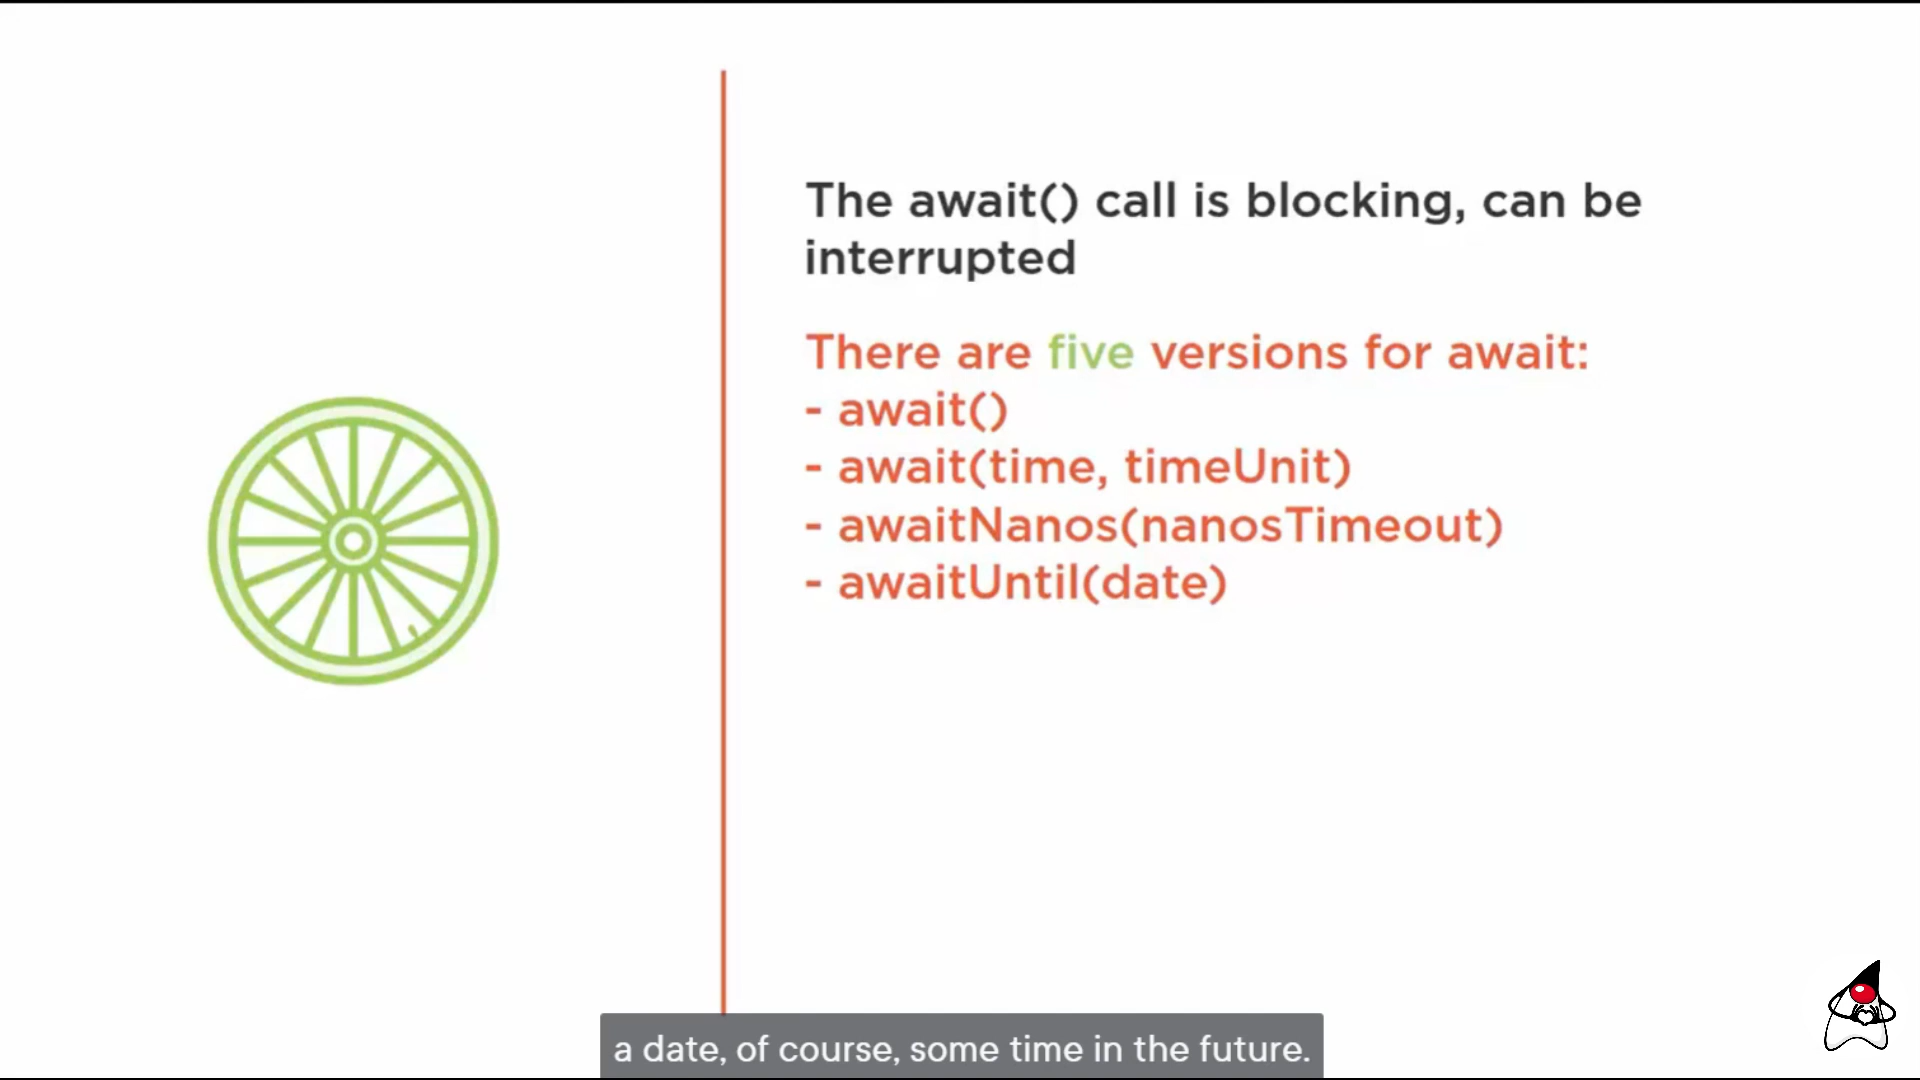 The await() call is blocking, can be
interrupted
There are five versions for await:
- await()
- await(time, timeUnit)
- awaitNanos(nanosTimeout)
- awaitUntil(date)
a date, of course, some time in the future.